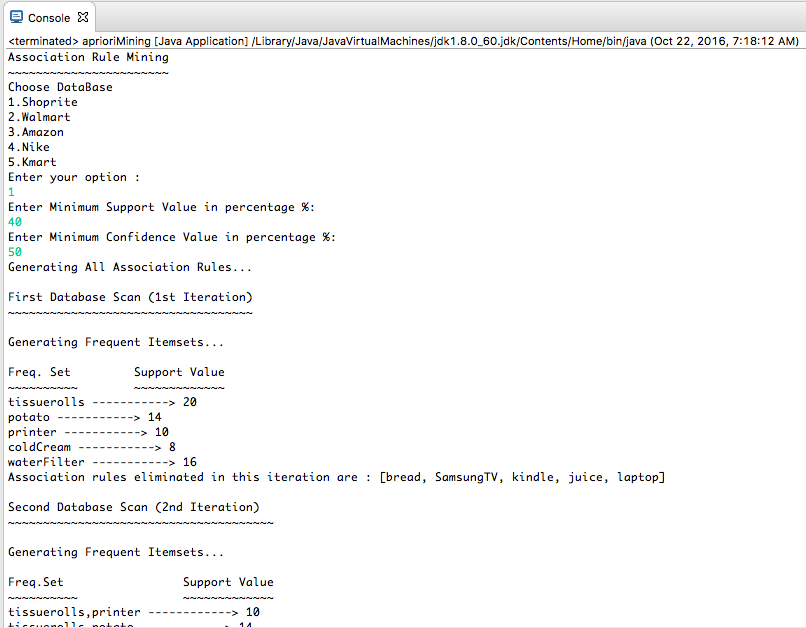 Console
<terminated> aprioriMining [Java Application] /Library/Java/JavaVirtualMachines/jdk1.8.0_60.jdk/Contents/Home/bin/java (Oct 22, 2016, 7:18:12 AM)
Association Rule Mining
~~~~~~~~~~~~~~~~~~~~~~~
Choose DataBase
1.Shoprite
2.Walmart
3.Amazon
4.Nike
5.Kmart
Enter your option :
1
Enter Minimum Support Value in percentage %:
40
Enter Minimum Confidence Value in percentage %:
50
Generating All Association Rules...
First Database Scan (1st Iteration)
~~~~~~~~~~~~~~~~~~~~~~~~~~~~~~~~~~~
Generating Frequent Itemsets...
Freq. Set         Support Value
~~~~~~~~~~        ~~~~~~~~~~~~~
tissuerolls -----------> 20
potato -----------> 14
printer -----------> 10
coldCream -----------> 8
waterFilter -----------> 16
Association rules eliminated in this iteration are : [bread, SamsungTV, kindle, juice, laptop]
Second Database Scan (2nd Iteration)
~~~~~~~~~~~~~~~~~~~~~~~~~~~~~~~~~~~~~~
Generating Frequent Itemsets...
Freq.Set                 Support Value
~~~~~~~~~~               ~~~~~~~~~~~~~
tissuerolls,printer ------------> 10
tissuerolls,potato ------------> 14